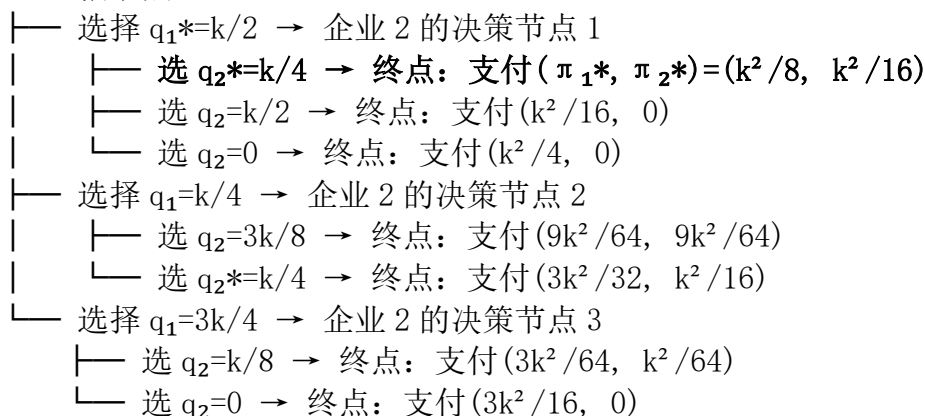 ├── 选择 q₁*=k/2 → 企业 2 的决策节点 1
│ ├── 选 q₂*=k/4 → 终点：支付(π₁*, π₂*)=(k²/8, k²/16)
│ ├── 选 q₂=k/2 → 终点：支付(k²/16, 0)
│ └── 选 q₂=0 → 终点：支付(k²/4, 0)
├── 选择 q₁=k/4 → 企业 2 的决策节点 2
│ ├── 选 q₂=3k/8 → 终点：支付(9k²/64, 9k²/64)
│ └── 选 q₂*=k/4 → 终点：支付(3k²/32, k²/16)
└── 选择 q₁=3k/4 → 企业 2 的决策节点 3
├── 选 q₂=k/8 → 终点：支付(3k²/64, k²/64)
└── 选 q₂=0 → 终点：支付(3k²/16, 0)